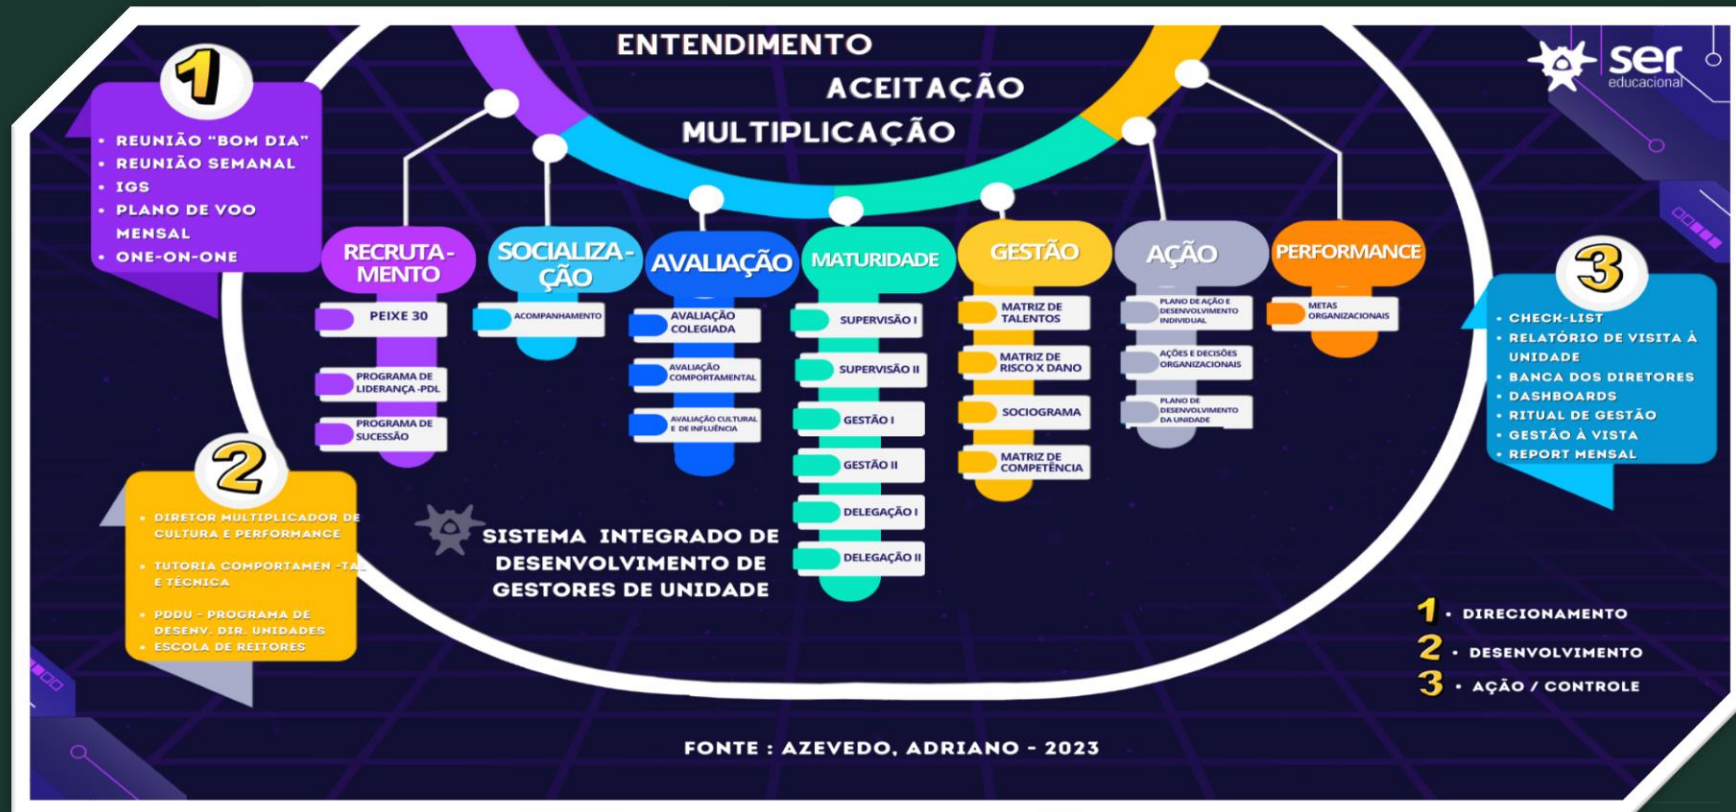 ENTENDIMENTO
ACEITAÇÃO
MULTIPLICAÇÃO
ser
educacional
1
• REUNIÃO “BOM DIA”
• REUNIÃO SEMANAL
• IGS
• PLANO DE VOO
MENSAL
• ONE-ON-ONE
RECRUTA-
MENTO
PEIXE 30
PROGRAMA DE
LIDERANÇA -PDL
PROGRAMA DE
SUCESSÃO
SOCIALIZA-
ÇÃO
ACOMPANHAMENTO
AVALIAÇÃO
AVALIAÇÃO
COLEGIADA
AVALIAÇÃO
COMPORTAMENTAL
AVALIAÇÃO CULTURAL
E DE INFLUÊNCIA
MATURIDADE
SUPERVISÃO I
SUPERVISÃO II
GESTÃO I
GESTÃO II
DELEGAÇÃO I
DELEGAÇÃO II
GESTÃO
MATRIZ DE
TALENTOS
MATRIZ DE
RISCO X DANO
SOCIOGRAMA
MATRIZ DE
COMPETÊNCIA
AÇÃO
PLANO DE AÇÃO E
DESENVOLVIMENTO
INDIVIDUAL
AÇÕES E DECISÕES
ORGANIZACIONAIS
PLANO DE
DESENVOLVIMENTO
DA UNIDADE
PERFORMANCE
METAS
ORGANIZACIONAIS
3
• CHECK-LIST
• RELATÓRIO DE VISITA À
UNIDADE
• BANCA DOS DIRETORES
• DASHBOARDS
• RITUAL DE GESTÃO
• GESTÃO À VISTA
• REPORT MENSAL
2
• DIRETOR MULTIPLICADOR DE
CULTURA E PERFORMANCE
• TUTORIA COMPORTAMEN -TAL
E TÉCNICA
• PDDU - PROGRAMA DE
DESENV. DIR. UNIDADES
• ESCOLA DE REITORES
SISTEMA INTEGRADO DE
DESENVOLVIMENTO DE
GESTORES DE UNIDADE
1 • DIRECIONAMENTO
2 • DESENVOLVIMENTO
3 • AÇÃO / CONTROLE
FONTE : AZEVEDO, ADRIANO - 2023